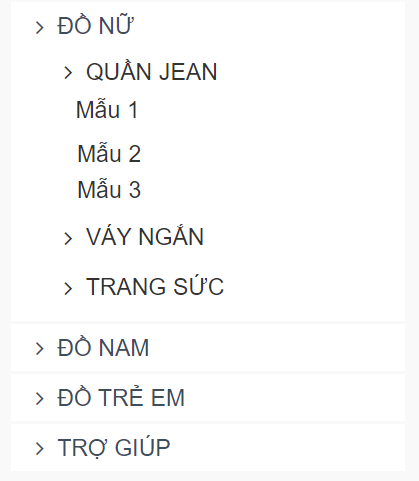 ĐỒ NỮ
QUẦN JEAN
Mẫu 1
Mẫu 2
Mẫu 3
VÁY NGẮN
TRANG SỨC
ĐỒ NAM
ĐỒ TRẺ EM
TRỢ GIÚP